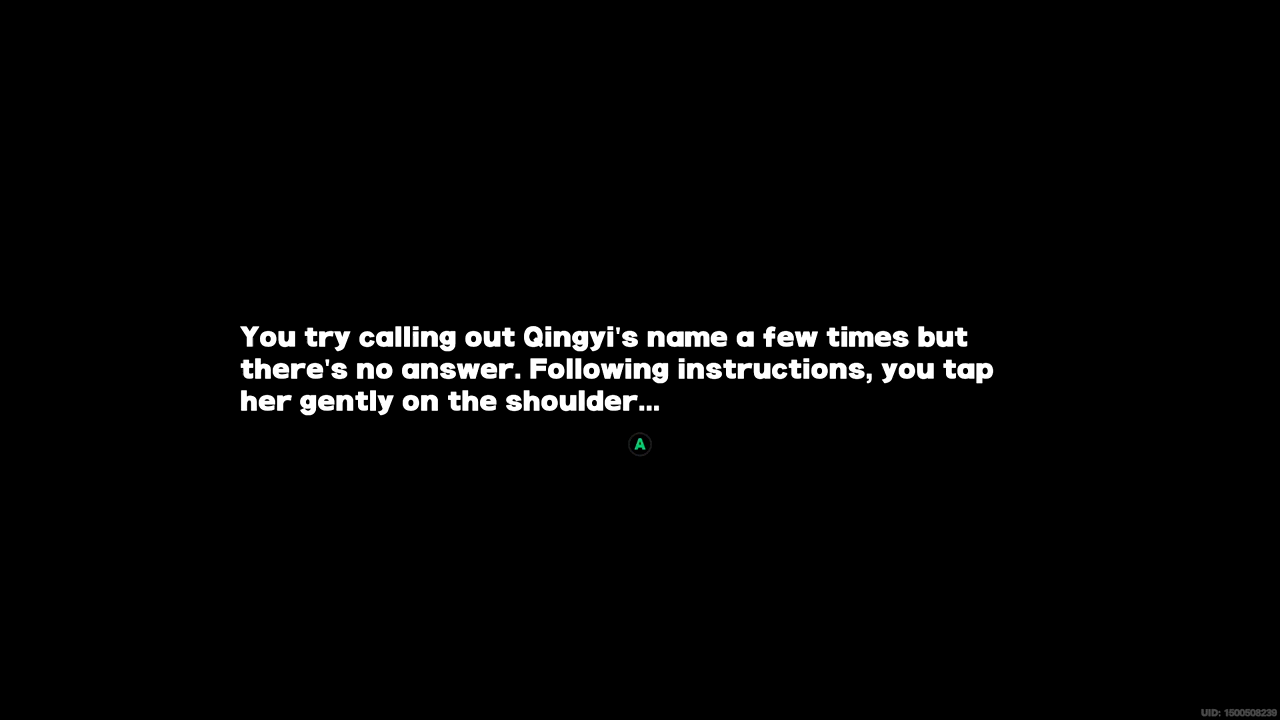 You try calling out Qingyi's name a few times but
there's no answer. Following instructions, you tap
her gently on the shoulder...
A
UID: 1500508239